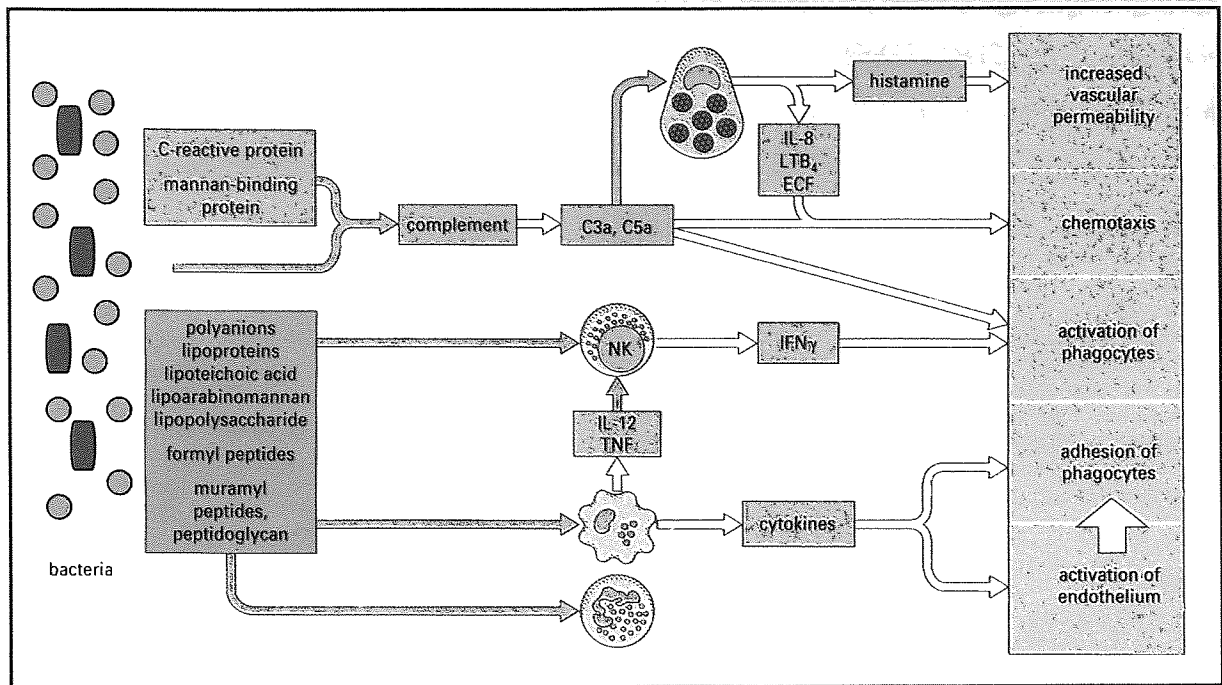 bacteria
C-reactive protein
mannan-binding
protein
complement
C3a, C5a
histamine
IL-8
LTB₄
ECF
polyanions
lipoproteins
lipoteichoic acid
lipoarabinomannan
lipopolysaccharide
formyl peptides
muramyl
peptides,
peptidoglycan
NK
IFNγ
IL-12
TNF
cytokines
increased
vascular
permeability
chemotaxis
activation of
phagocytes
adhesion of
phagocytes
activation of
endothelium